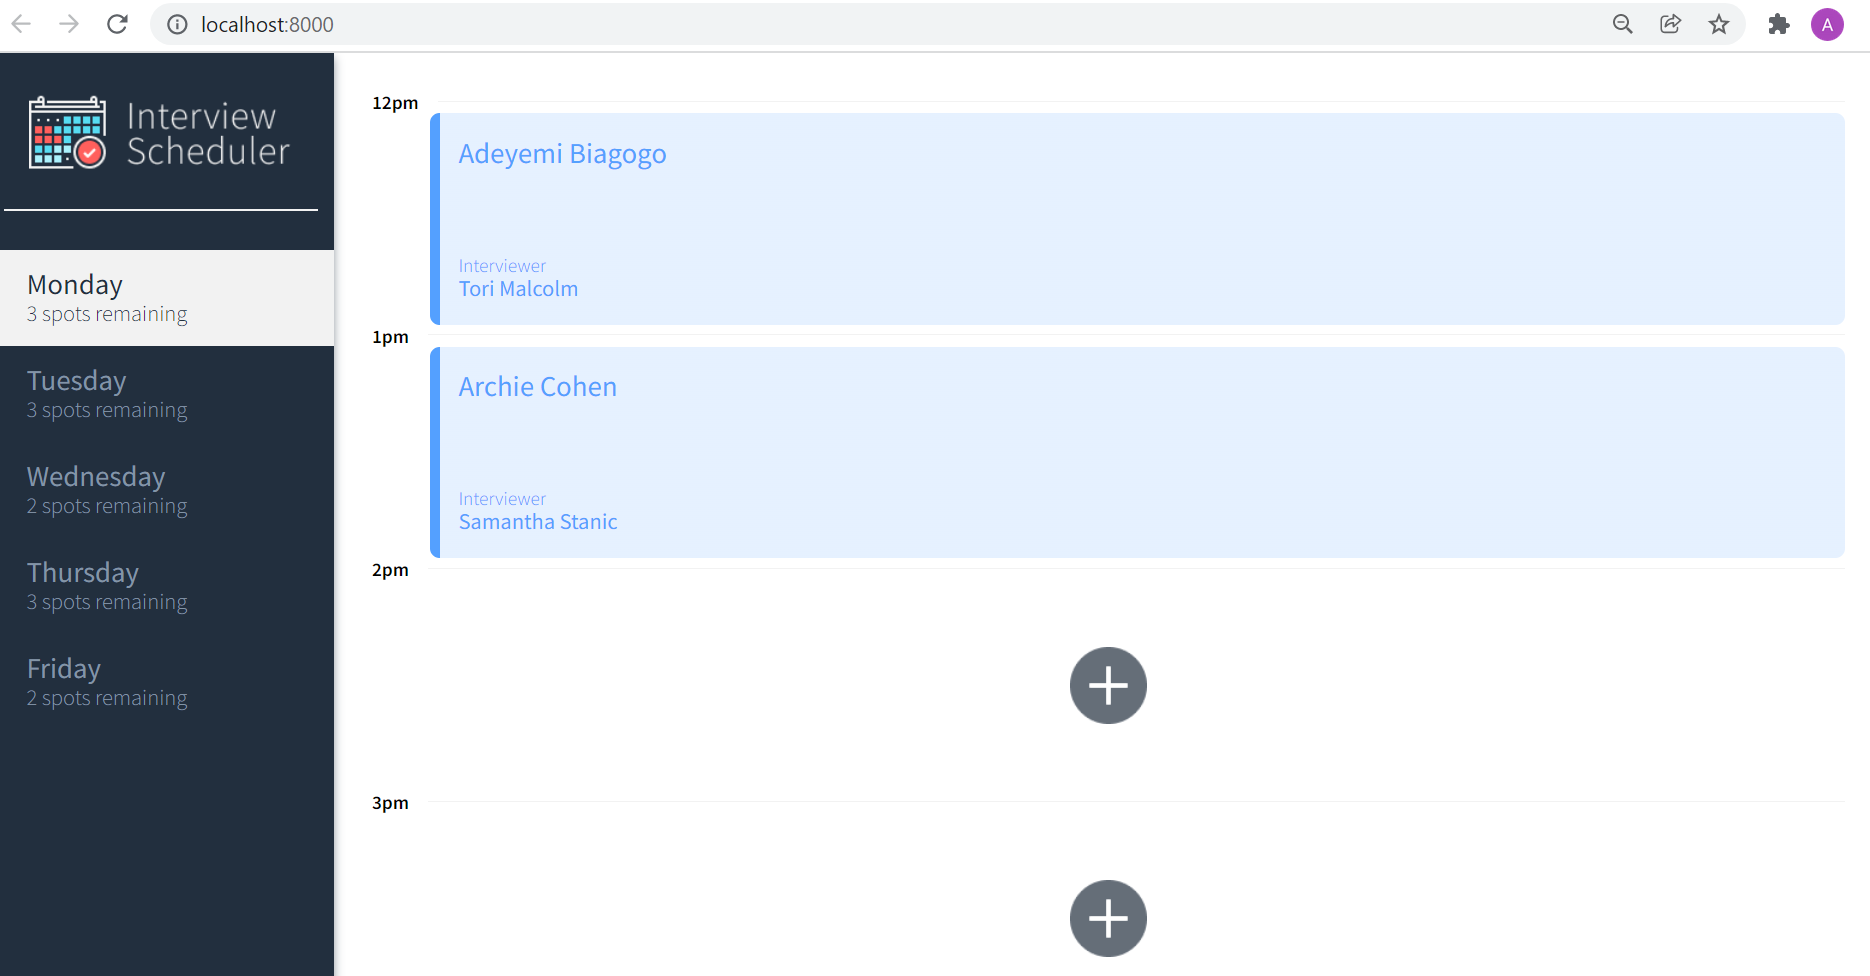 localhost:8000
A
Interview
Scheduler
Monday
3 spots remaining
Tuesday
3 spots remaining
Wednesday
2 spots remaining
Thursday
3 spots remaining
Friday
2 spots remaining
12pm
Adeyemi Biagogo
Interviewer
Tori Malcolm
1pm
Archie Cohen
Interviewer
Samantha Stanic
2pm
3pm